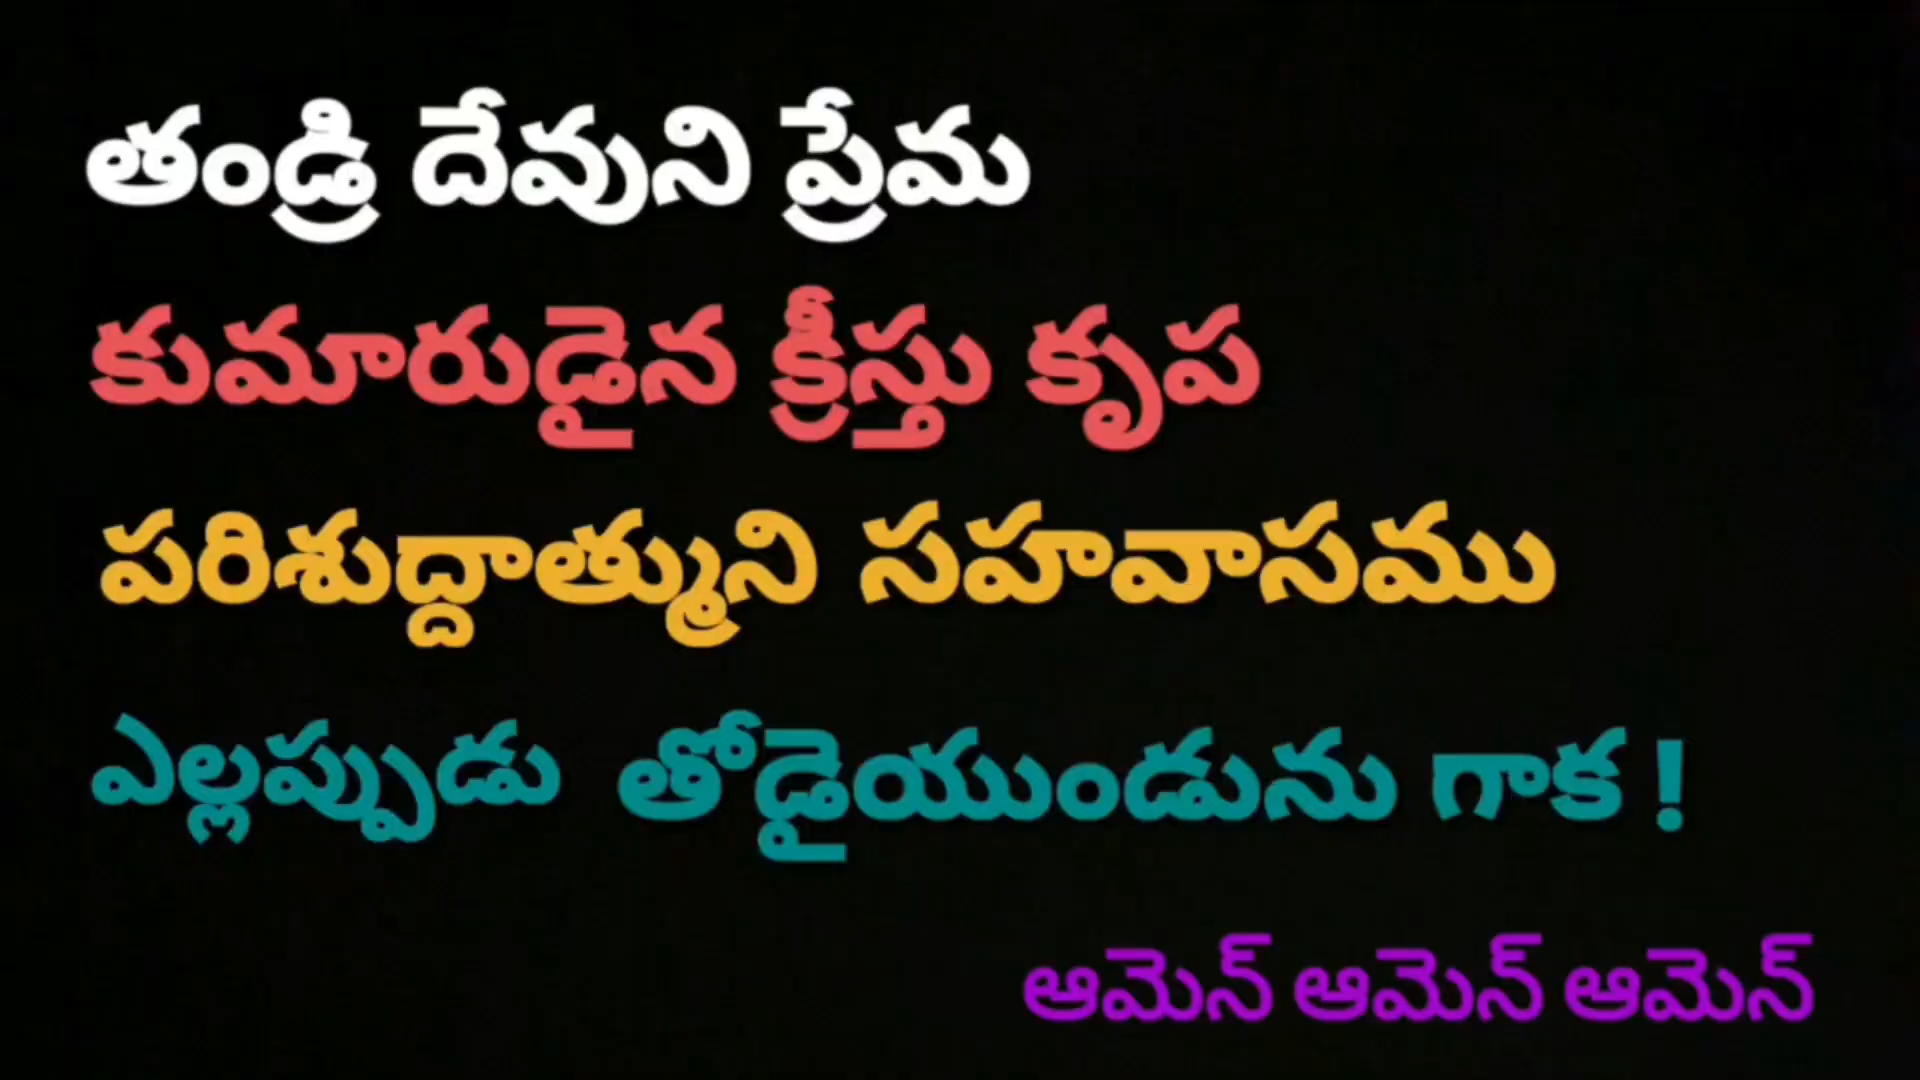 తండ్రి దేవుని ప్రేమ
కుమారుడైన క్రీస్తు కృప
పరిశుద్దాత్ముని సహవాసము
ఎల్లప్పుడు తోడైయుండును గాక !
ఆమెన్ ఆమెన్ ఆమెన్